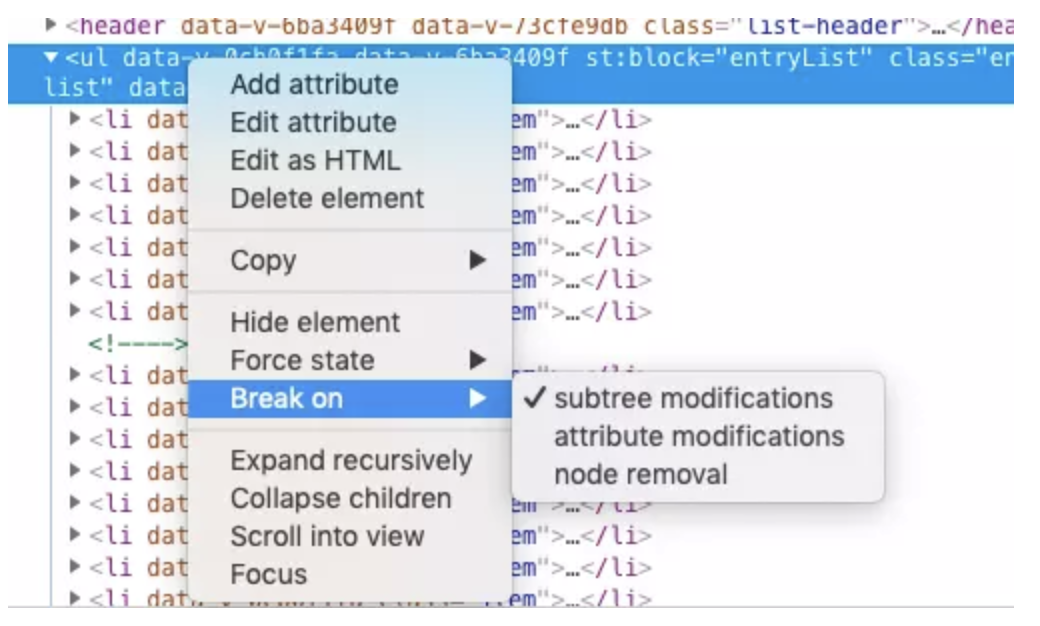 <header data-v-6ba3409f data-v-73cfe9db class="list-header">…</hea
<ul data-v-0cb0f1fa data-v-6ba3409f st:block="entryList" class="en
list" data
Add attribute
<li dat em">…</li>
Edit attribute
<li dat em">…</li>
Edit as HTML
<li dat em">…</li>
Delete element
<li dat em">…</li>
<li dat em">…</li>
Copy
<li dat em">…</li>
<li dat em">…</li>
Hide element
<!---->
Force state
<li dat
Break on
<li dat
✓ subtree modifications
attribute modifications
<li dat
node removal
Expand recursively
<li dat
Collapse children
<li dat em">…</li>
Scroll into view
<li dat em">…</li>
Focus
<li dat em">…</li>
<li dat em">…</li>